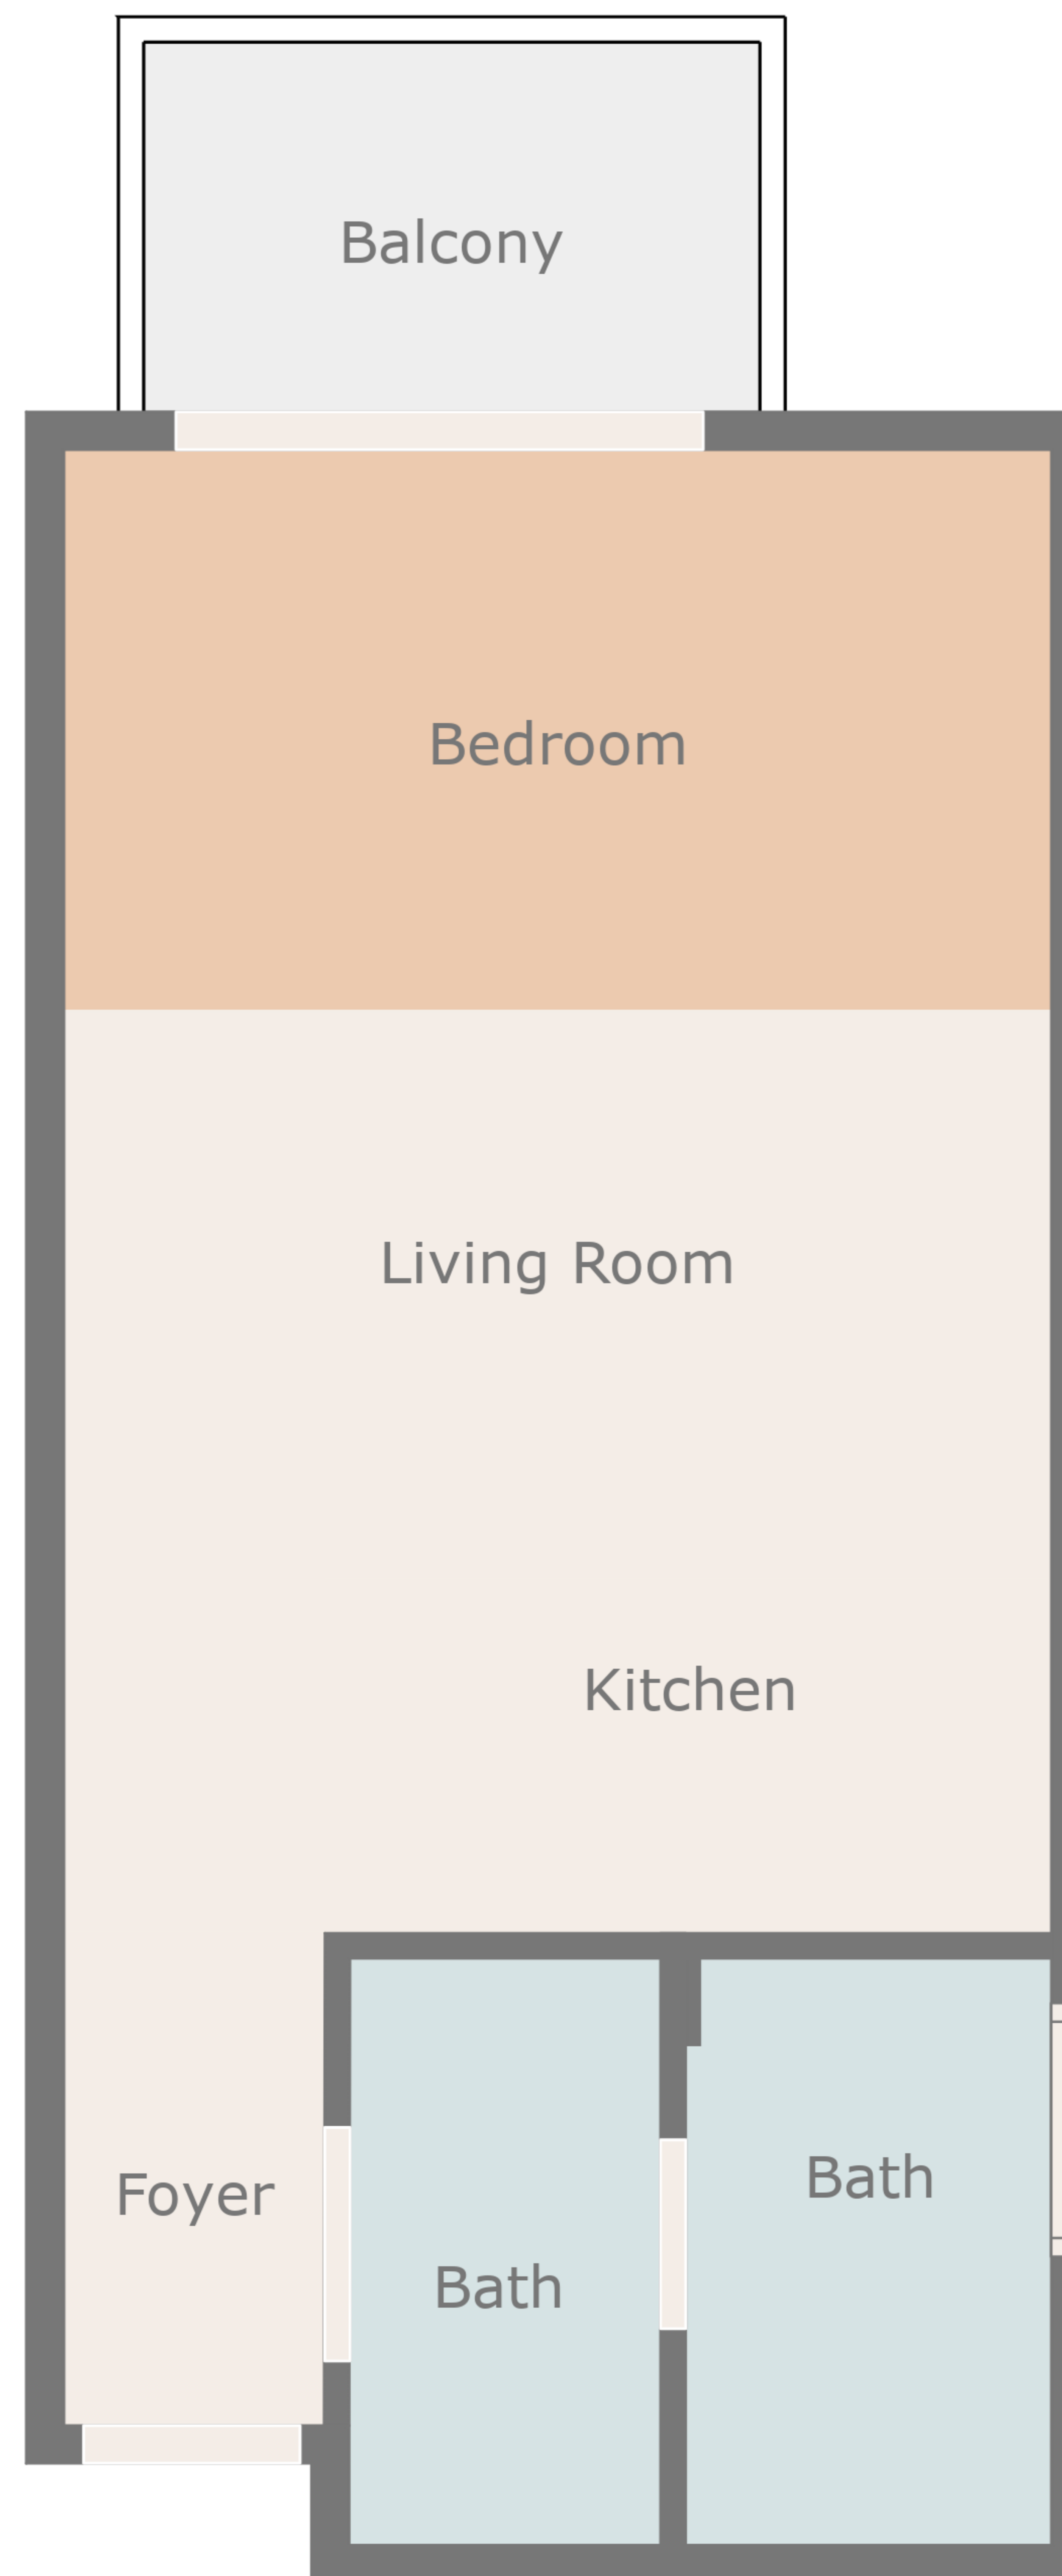 Balcony
Bedroom
Living Room
Kitchen
Foyer
Bath
Bath